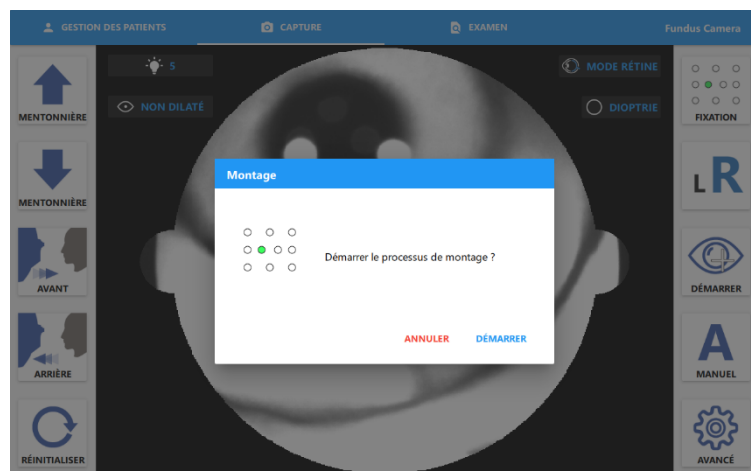 GESTION DES PATIENTS
CAPTURE
EXAMEN
Fundus Camera
5
MODE RÉTINE
NON DILATÉ
DIOPTRIE
MENTONNIÈRE
FIXATION
MENTONNIÈRE
L R
Montage
Démarrer le processus de montage ?
ANNULER
DÉMARRER
AVANT
DÉMARRER
ARRIÈRE
A
MANUEL
RÉINITIALISER
AVANCÉ